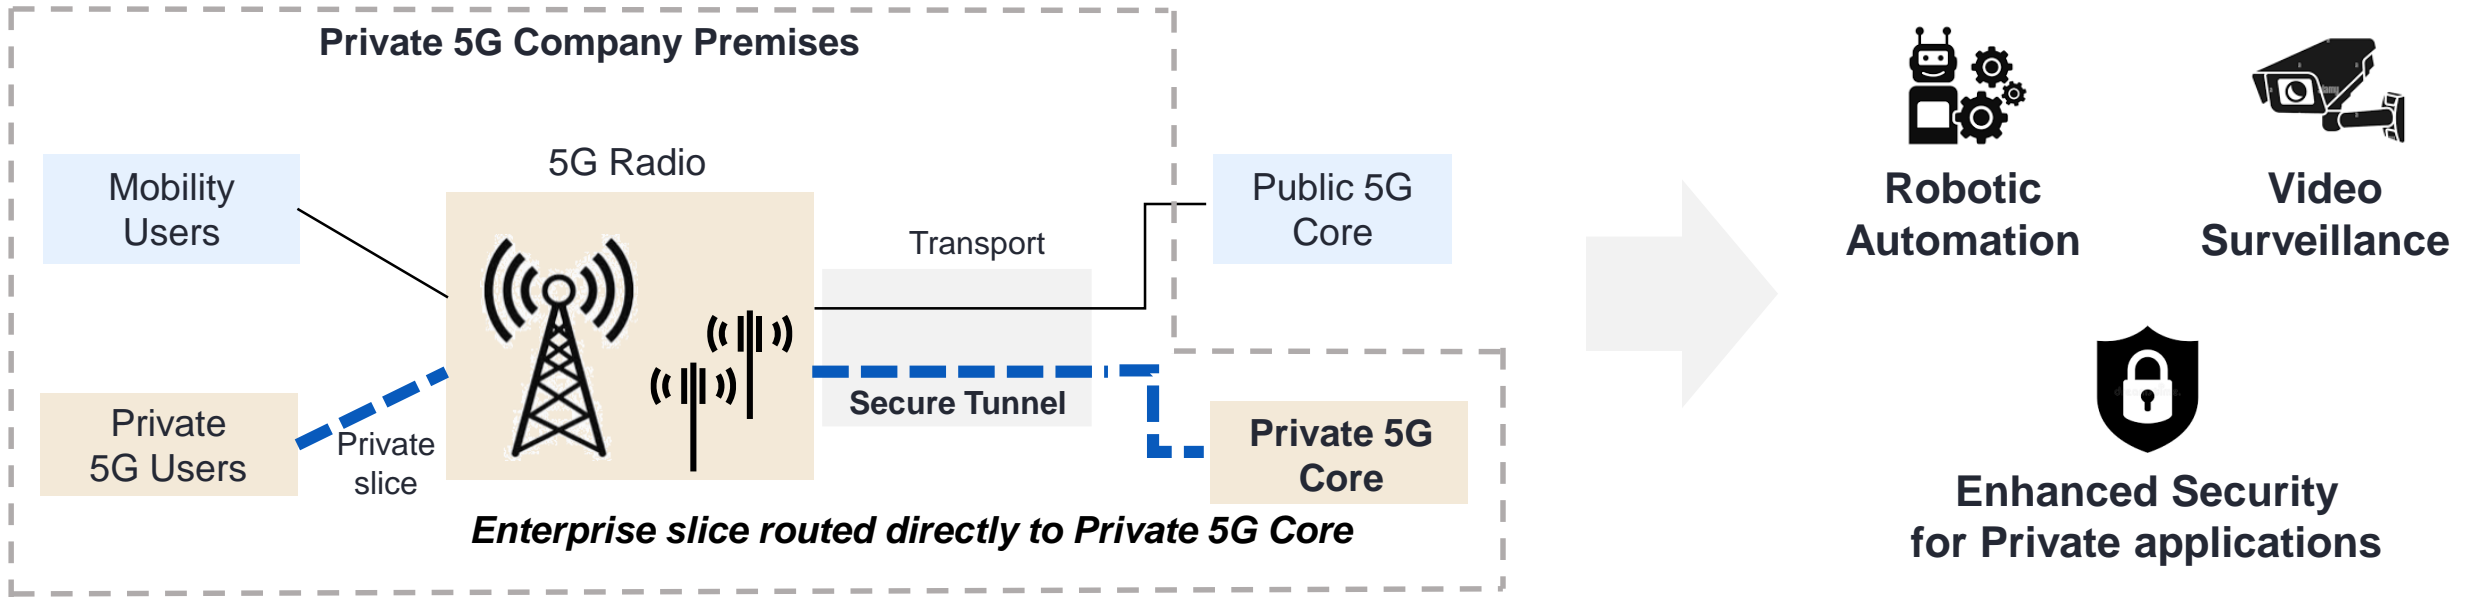 Private 5G Company Premises
5G Radio
Mobility
Users
Transport
Public 5G
Core
Private
5G Users
Private
slice
Secure Tunnel
Private 5G
Core
Enterprise slice routed directly to Private 5G Core
Robotic
Automation
Video
Surveillance
Enhanced Security
for Private applications